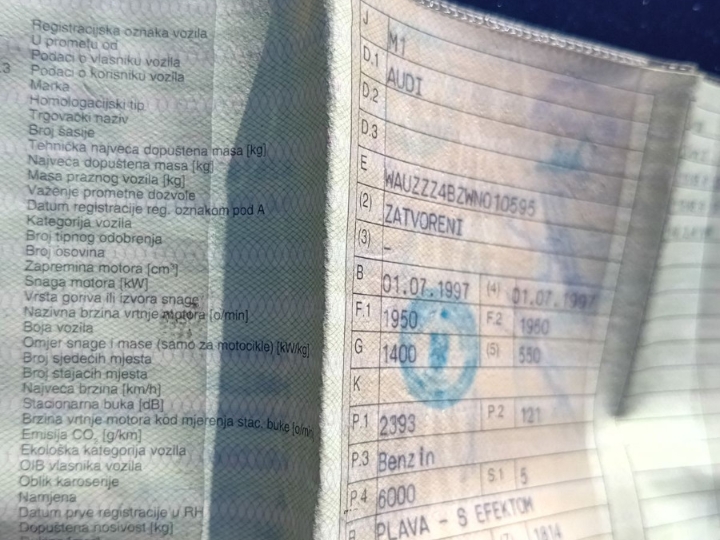 Registracijska oznaka vozila
U prometu od
Podaci o vlasniku vozila
.3 Podaci o korisniku vozila
Marka
Homologacijski tip
Trgovački naziv
Broj šasije
Tehnička najveća dopuštena masa [kg]
Najveća dopuštena masa [kg]
Masa praznog vozila [kg]
Važenje prometne dozvole
Datum registracije reg. oznakom pod A
Kategorija vozila
Broj tipnog odobrenja
Broj osovina
Zapremina motora [cm³]
Snaga motora [kW]
Vrsta goriva ili izvora snage
Nazivna brzina vrtnje motora [o/min]
Boja vozila
Omjer snage i mase (samo za motocikle) [kW/kg]
Broj sjedećih mjesta
Broj stajaćih mjesta
Najveća brzina [km/h]
Stacionarna buka [dB]
Brzina vrtnje motora kod mjerenja stac. buke [o/min]
Emisija CO₂ [g/km]
Ekološka kategorija vozila
OIB vlasnika vozila
Oblik karoserije
Namjena
Datum prve registracije u RH
Dopuštena nosivost [kg]
J M1
D.1 AUDI
D.2
D.3
E WAUZZZ4BZWN010595
(2) ZATVORENI
(3) –
B 01.07.1997 (4) 01.07.1997
F.1 1950 F.2 1950
G 1400 (5) 550
K
P.1 2393 P.2 121
P.3 Benzin
P.4 6000 S.1 5
R PLAVA - S EFEKTOM
(7) 1814